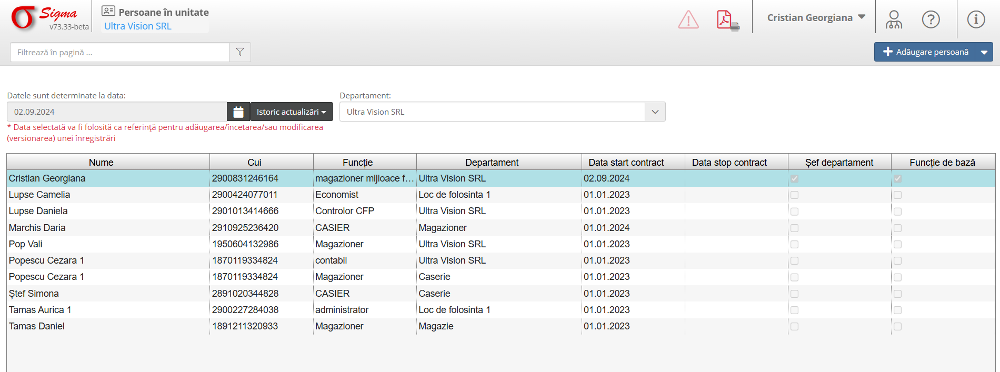 σ Sigma
v73.33-beta
Persoane în unitate
Ultra Vision SRL
Cristian Georgiana
Filtrează în pagină ...
Adăugare persoană
Datele sunt determinate la data:
Departament:
02.09.2024
Istoric actualizări
Ultra Vision SRL
* Data selectată va fi folosită ca referinţă pentru adăugarea/încetarea/sau modificarea
(versionarea) unei înregistrări
Nume Cui Funcție Departament Data start contract Data stop contract Șef departament Funcție de bază
Cristian Georgiana 2900831246164 magazioner mijloace f... Ultra Vision SRL 02.09.2024
Lupse Camelia 2900424077011 Economist Loc de folosinta 1 01.01.2023
Lupse Daniela 2901013414666 Controlor CFP Ultra Vision SRL 01.01.2023
Marchis Daria 2910925236420 CASIER Magazioner 01.01.2024
Pop Vali 1950604132986 Magazioner Ultra Vision SRL 01.01.2023
Popescu Cezara 1 1870119334824 contabil Ultra Vision SRL 01.01.2023
Popescu Cezara 1 1870119334824 Magazioner Caserie 01.01.2023
Ștef Simona 2891020344828 CASIER Caserie 01.01.2023
Tamas Aurica 1 2900227284038 administrator Loc de folosinta 1 01.01.2023
Tamas Daniel 1891211320933 Magazioner Magazie 01.01.2023